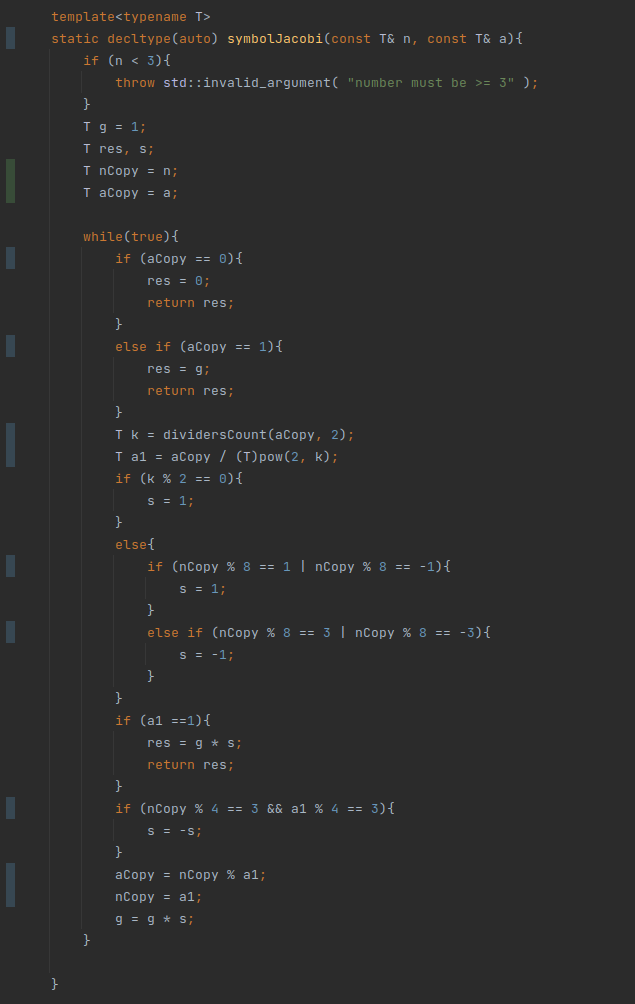 template<typename T>
static decltype(auto) symbolJacobi(const T& n, const T& a){
    if (n < 3){
        throw std::invalid_argument( "number must be >= 3" );
    }
    T g = 1;
    T res, s;
    T nCopy = n;
    T aCopy = a;

    while(true){
        if (aCopy == 0){
            res = 0;
            return res;
        }
        else if (aCopy == 1){
            res = g;
            return res;
        }
        T k = dividersCount(aCopy, 2);
        T a1 = aCopy / (T)pow(2, k);
        if (k % 2 == 0){
            s = 1;
        }
        else{
            if (nCopy % 8 == 1 | nCopy % 8 == -1){
                s = 1;
            }
            else if (nCopy % 8 == 3 | nCopy % 8 == -3){
                s = -1;
            }
        }
        if (a1 ==1){
            res = g * s;
            return res;
        }
        if (nCopy % 4 == 3 && a1 % 4 == 3){
            s = -s;
        }
        aCopy = nCopy % a1;
        nCopy = a1;
        g = g * s;
    }

}